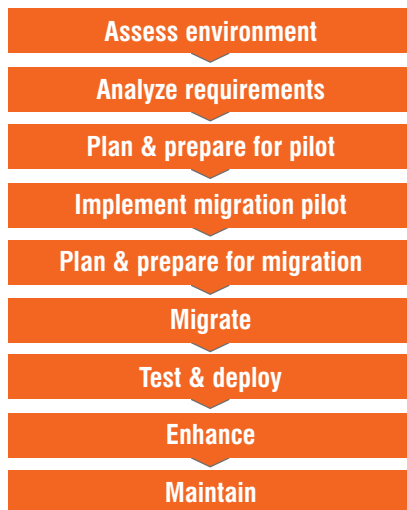 Assess environment
Analyze requirements
Plan & prepare for pilot
Implement migration pilot
Plan & prepare for migration
Migrate
Test & deploy
Enhance
Maintain